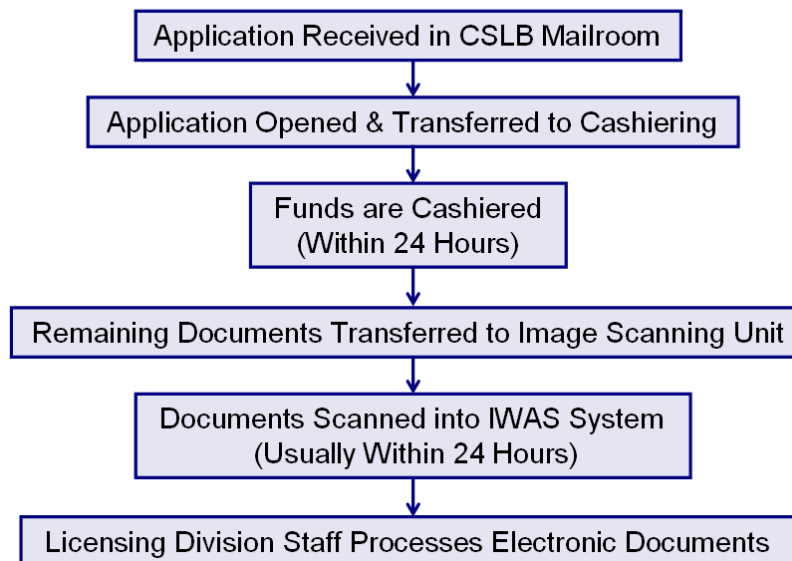 Application Received in CSLB Mailroom
Application Opened & Transferred to Cashiering
Funds are Cashiered
(Within 24 Hours)
Remaining Documents Transferred to Image Scanning Unit
Documents Scanned into IWAS System
(Usually Within 24 Hours)
Licensing Division Staff Processes Electronic Documents